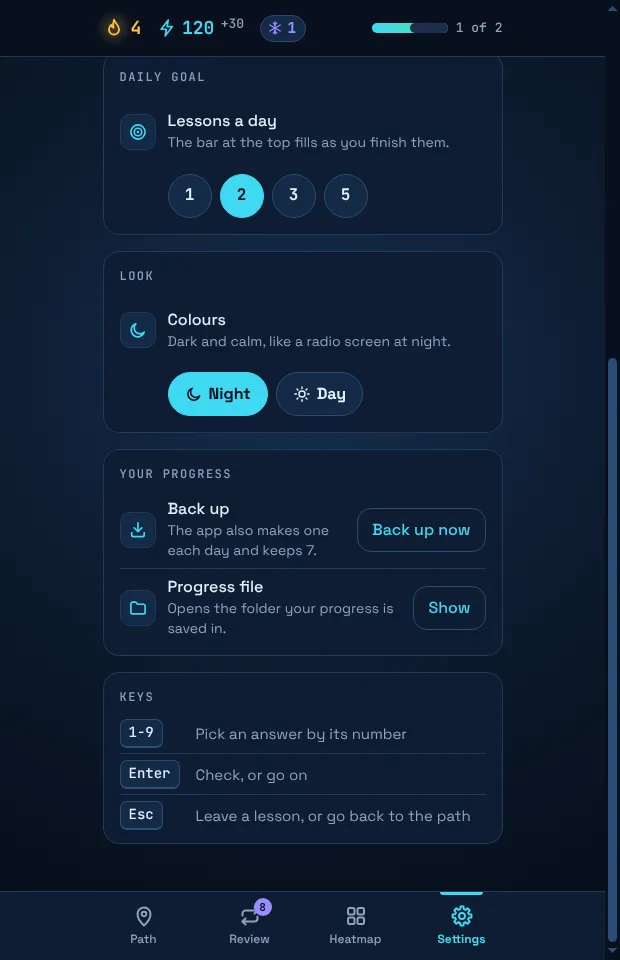 4 120 +30 1 1 of 2
DAILY GOAL
Lessons a day
The bar at the top fills as you finish them.
1 2 3 5
LOOK
Colours
Dark and calm, like a radio screen at night.
Night Day
YOUR PROGRESS
Back up
The app also makes one
each day and keeps 7.
Back up now
Progress file
Opens the folder your progress is
saved in.
Show
KEYS
1-9 Pick an answer by its number
Enter Check, or go on
Esc Leave a lesson, or go back to the path
8
Path Review Heatmap Settings